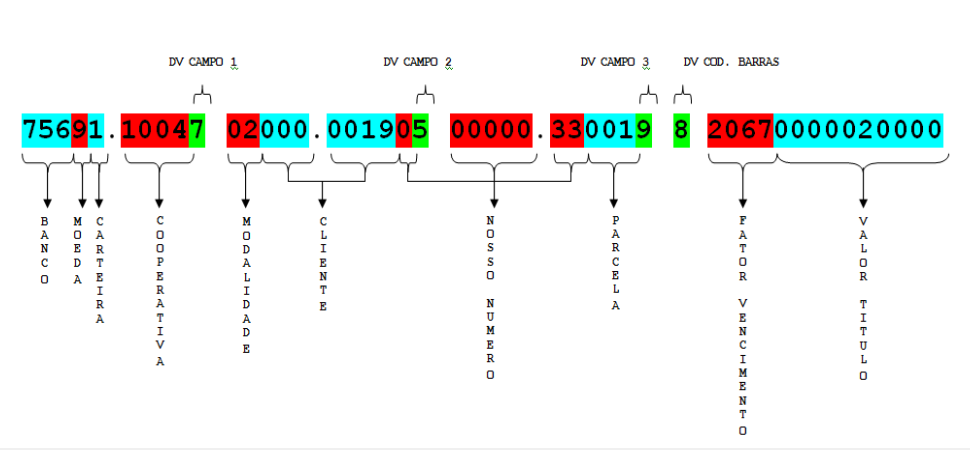 DV CAMPO 1 DV CAMPO 2 DV CAMPO 3 DV COD. BARRAS
75691.10047 02000.001905 00000.330019 8 20670000020000
BANCO
MOEDA
CARTEIRA
COOPERATIVA
MODALIDADE
CLIENTE
NOSSO NUMERO
PARCELA
FATOR VENCIMENTO
VALOR TITULO